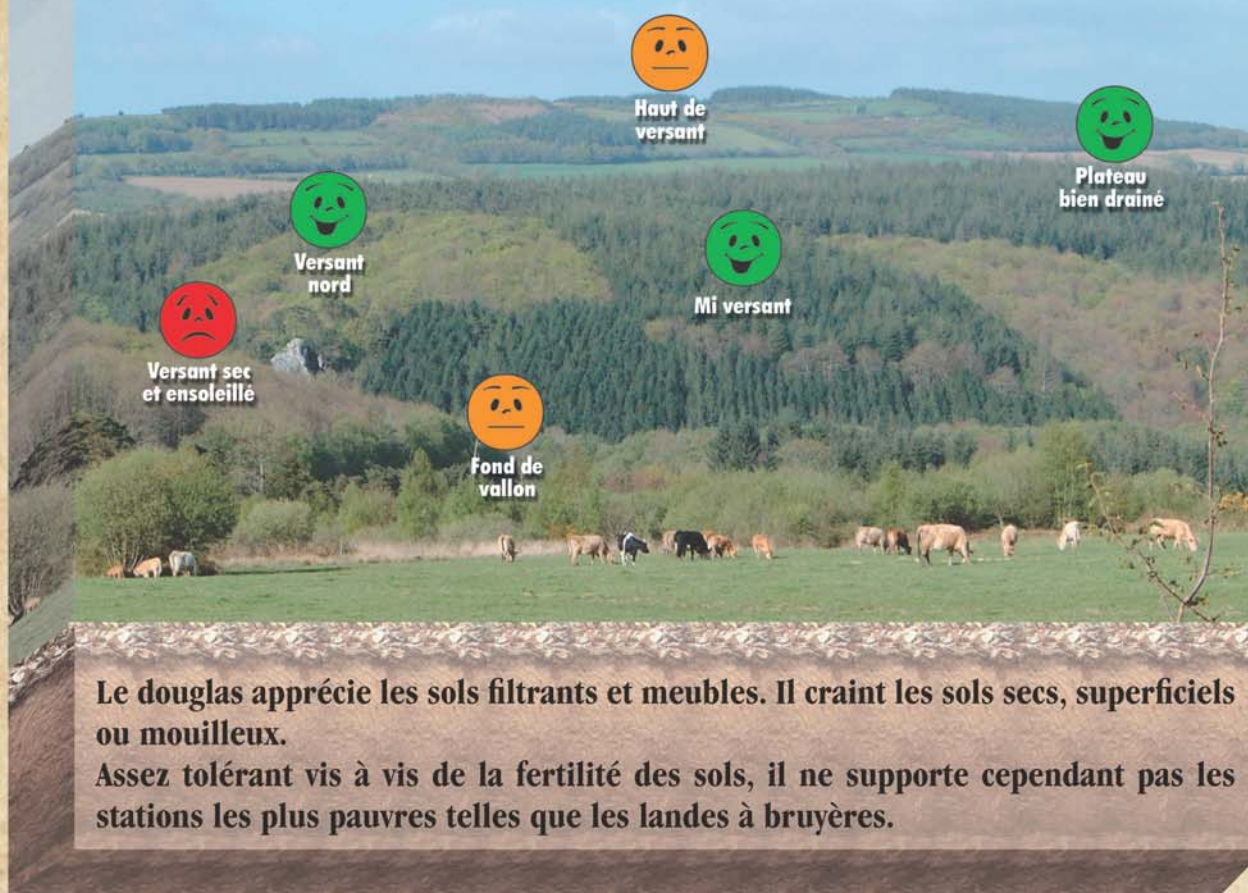 Haut de
versant
Plateau
bien drainé
Versant
nord
Mi versant
Versant sec
et ensoleillé
Fond de
vallon
Le douglas apprécie les sols filtrants et meubles. Il craint les sols secs, superficiels
ou mouilleux.
Assez tolérant vis à vis de la fertilité des sols, il ne supporte cependant pas les
stations les plus pauvres telles que les landes à bruyères.